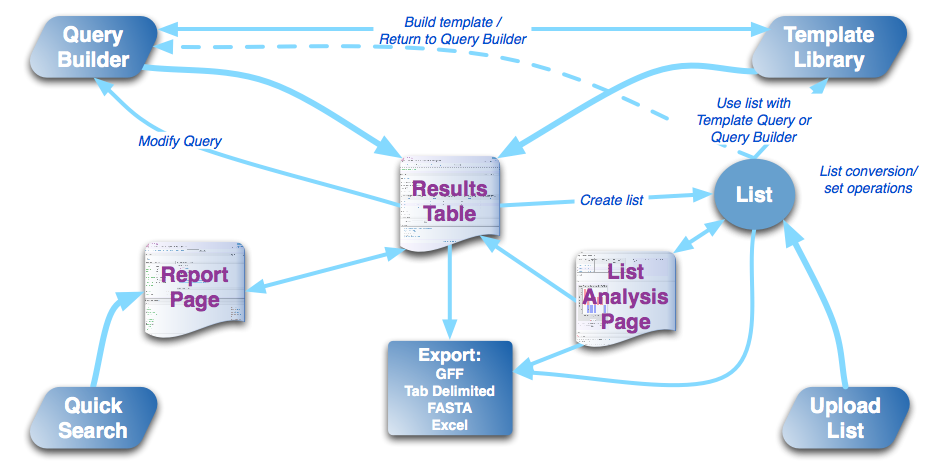 Query
Builder
Build template /
Return to Query Builder
Template
Library
Modify Query
Use list with
Template Query or
Query Builder
List conversion/
set operations
Results
Table
Create list
List
Report
Page
List
Analysis
Page
Export:
GFF
Tab Delimited
FASTA
Excel
Quick
Search
Upload
List